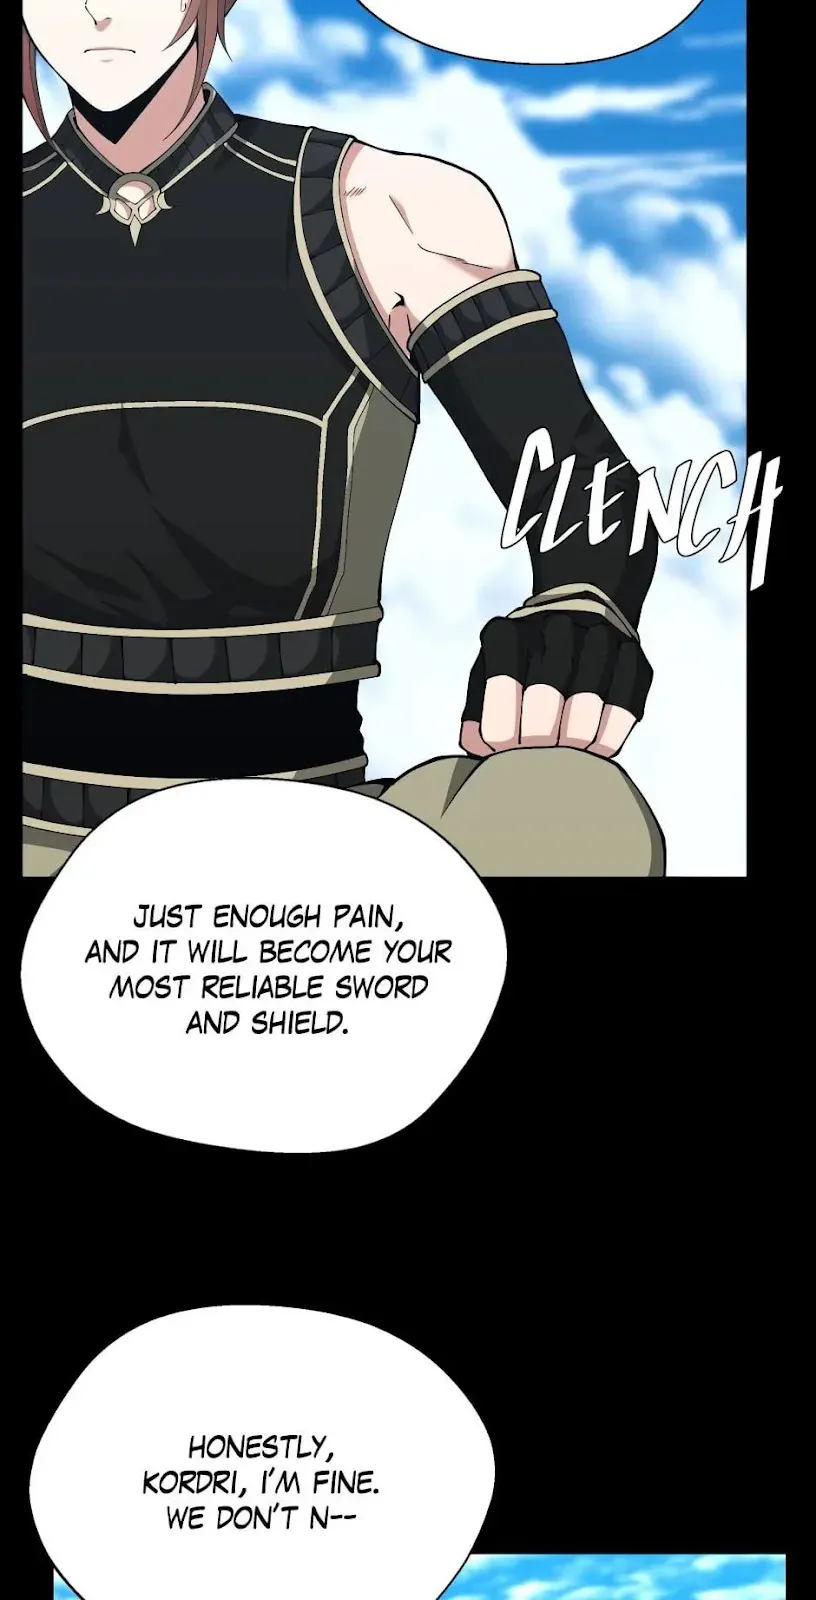 CLENCH
JUST ENOUGH PAIN,
AND IT WILL BECOME YOUR
MOST RELIABLE SWORD
AND SHIELD.
HONESTLY,
KORDRI, I'M FINE.
WE DON'T N--